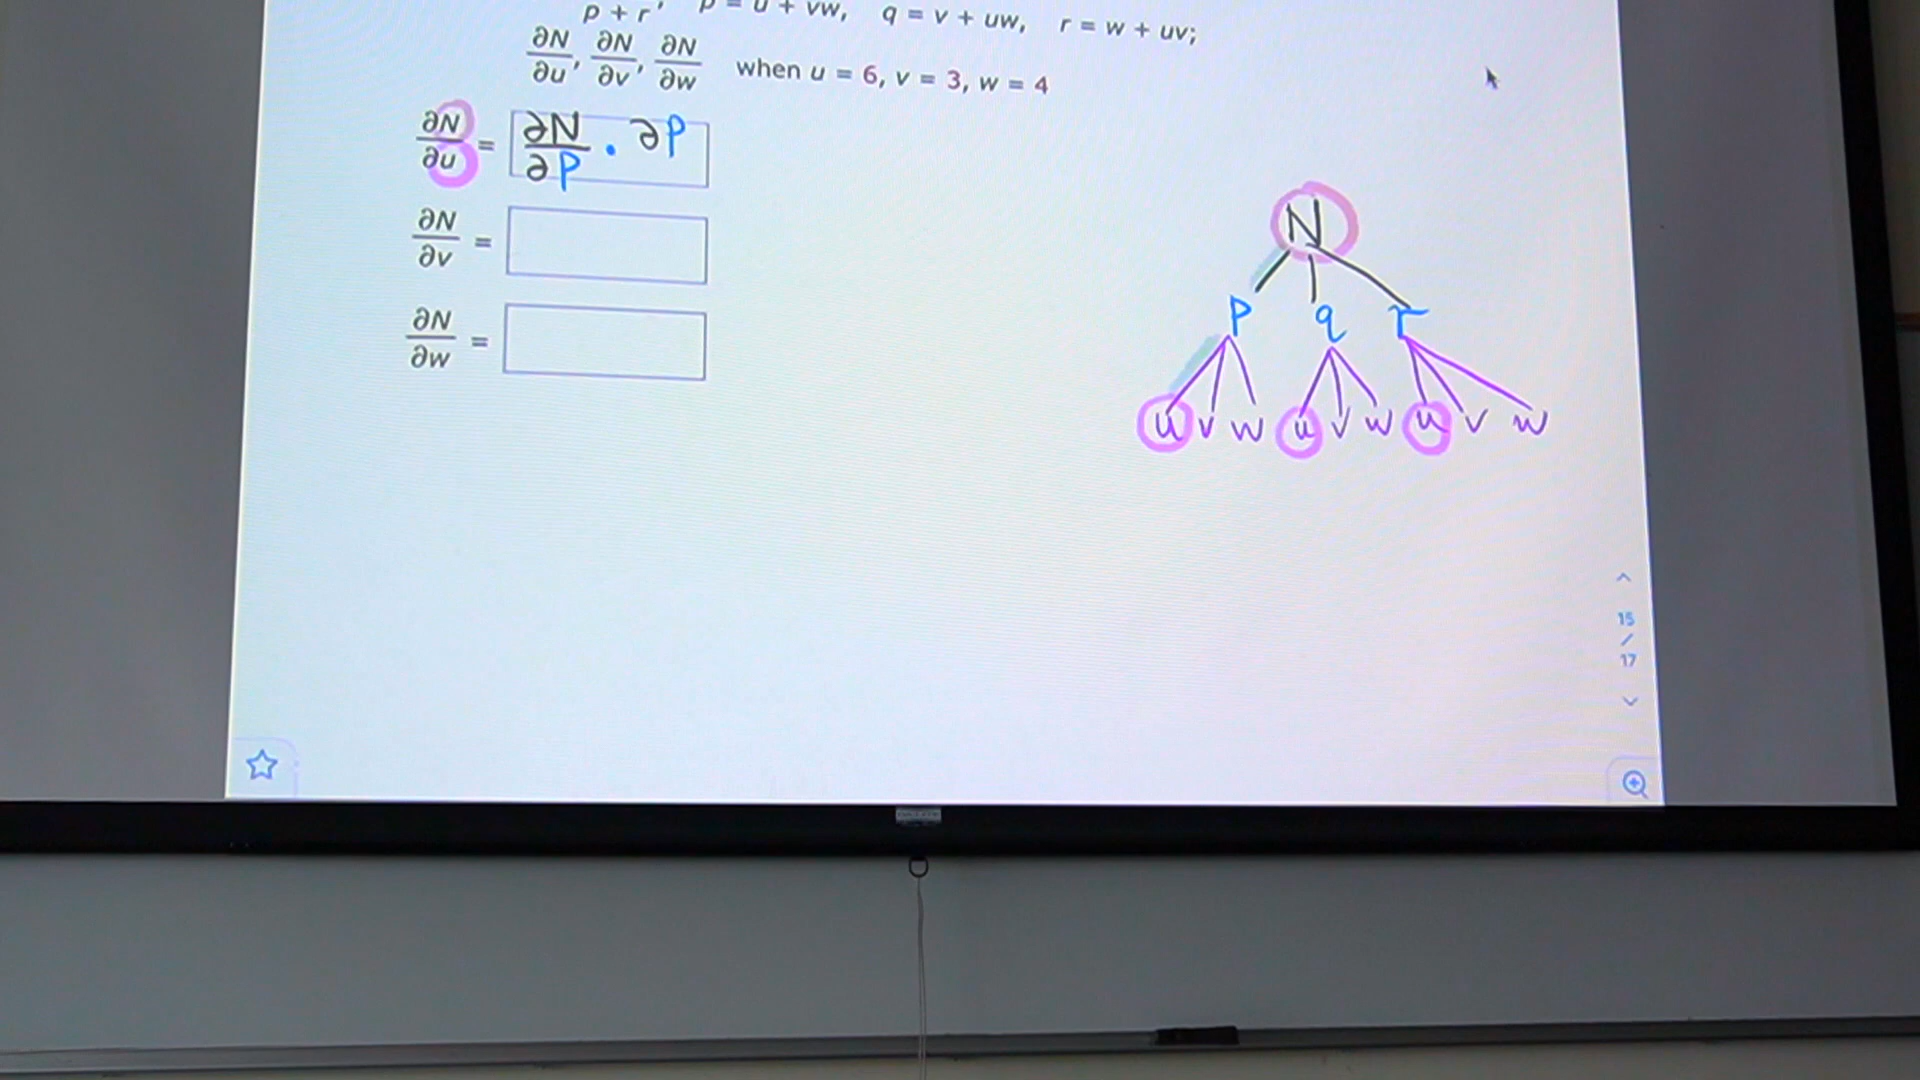 p + r , p = u + vw, q = v + uw, r = w + uv;
∂N/∂u, ∂N/∂v, ∂N/∂w when u = 6, v = 3, w = 4
∂N/∂u = ∂N/∂P · ∂P
∂N/∂v =
∂N/∂w =
N
P q r
u v w u v w u v w
15
/
17